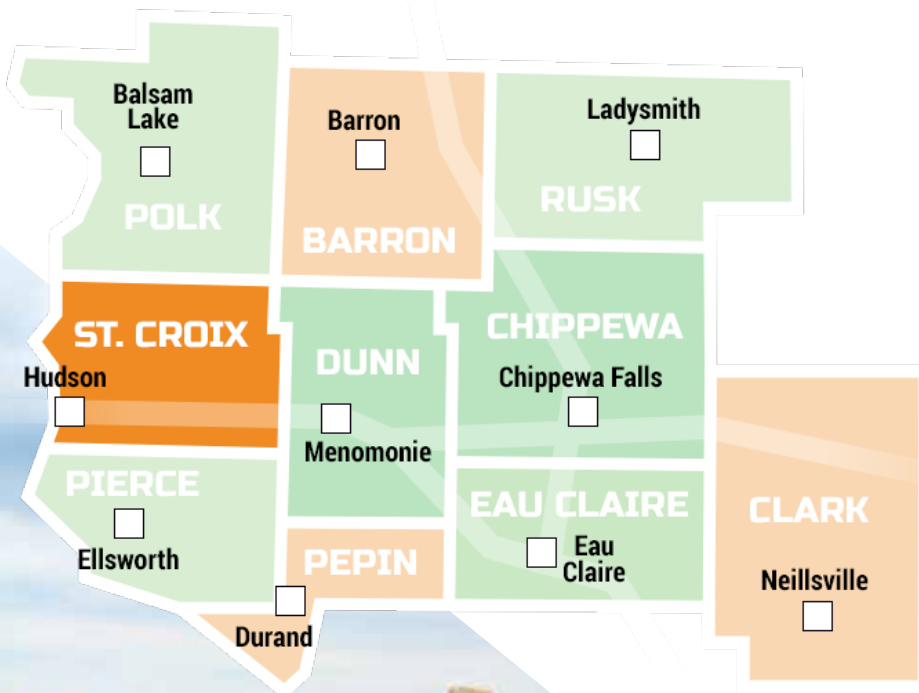 Balsam
Lake
POLK
Barron
BARRON
Ladysmith
RUSK
ST. CROIX
Hudson
DUNN
Menomonie
CHIPPEWA
Chippewa Falls
PIERCE
Ellsworth
PEPIN
Durand
EAU CLAIRE
Eau
Claire
CLARK
Neillsville